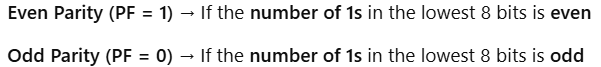 Even Parity (PF = 1) → If the number of 1s in the lowest 8 bits is even
Odd Parity (PF = 0) → If the number of 1s in the lowest 8 bits is odd